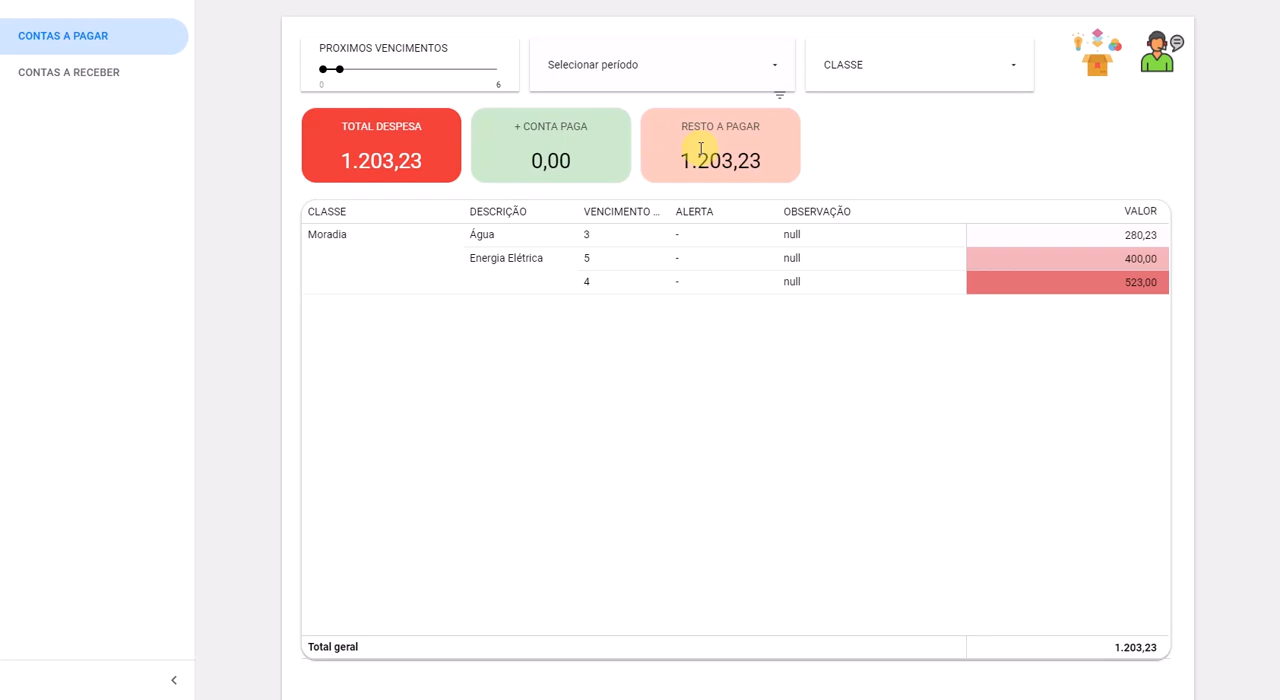 CONTAS A PAGAR
CONTAS A RECEBER
PROXIMOS VENCIMENTOS
0 6
Selecionar período
CLASSE
TOTAL DESPESA
1.203,23
+ CONTA PAGA
0,00
RESTO A PAGAR
1.203,23
CLASSE DESCRIÇÃO VENCIMENTO ... ALERTA OBSERVAÇÃO VALOR
Moradia Água 3 - null 280,23
Energia Elétrica 5 - null 400,00
4 - null 523,00
Total geral 1.203,23